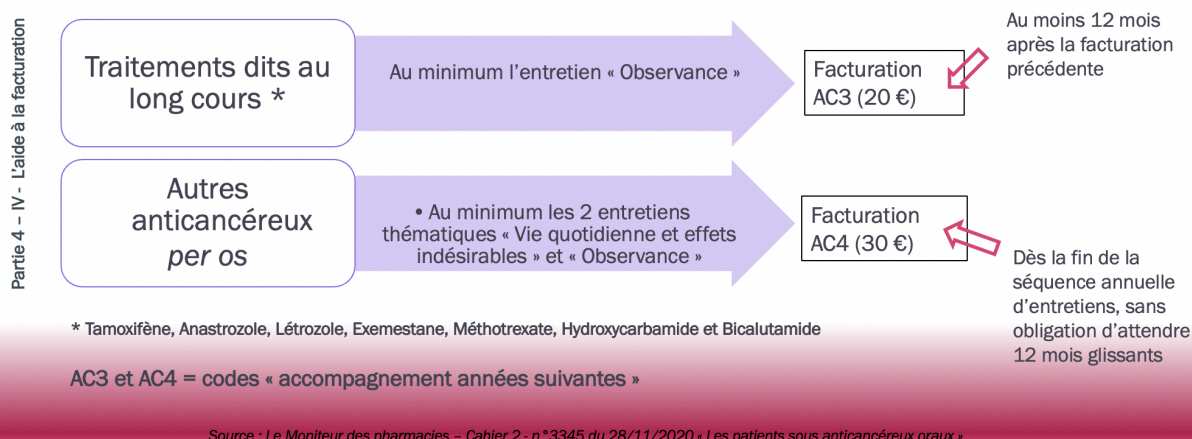 Partie 4 – IV - L'aide à la facturation
Traitements dits au
long cours *
Au minimum l'entretien « Observance »
Facturation
AC3 (20 €)
Au moins 12 mois
après la facturation
précédente
Autres
anticancéreux
per os
• Au minimum les 2 entretiens
thématiques « Vie quotidienne et effets
indésirables » et « Observance »
Facturation
AC4 (30 €)
Dès la fin de la
séquence annuelle
d'entretiens, sans
obligation d'attendre
12 mois glissants
* Tamoxifène, Anastrozole, Létrozole, Exemestane, Méthotrexate, Hydroxycarbamide et Bicalutamide
AC3 et AC4 = codes « accompagnement années suivantes »
Source : Le Moniteur des pharmacies – Cahier 2 - n°3345 du 28/11/2020 « Les patients sous anticancéreux oraux »